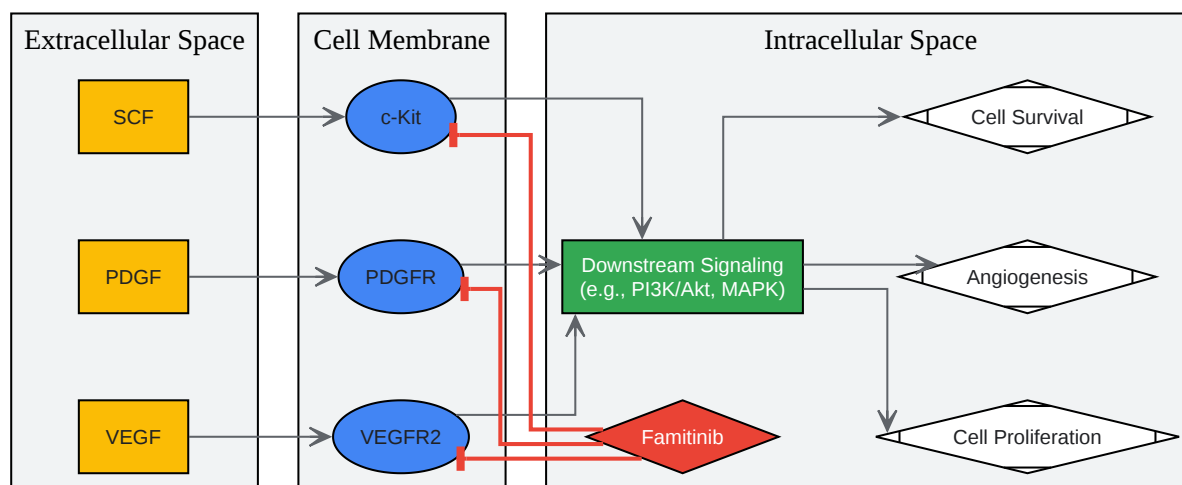 Extracellular Space
Cell Membrane
Intracellular Space
SCF
c-Kit
Cell Survival
PDGF
PDGFR
Downstream Signaling
(e.g., PI3K/Akt, MAPK)
Angiogenesis
VEGF
VEGFR2
Famitinib
Cell Proliferation